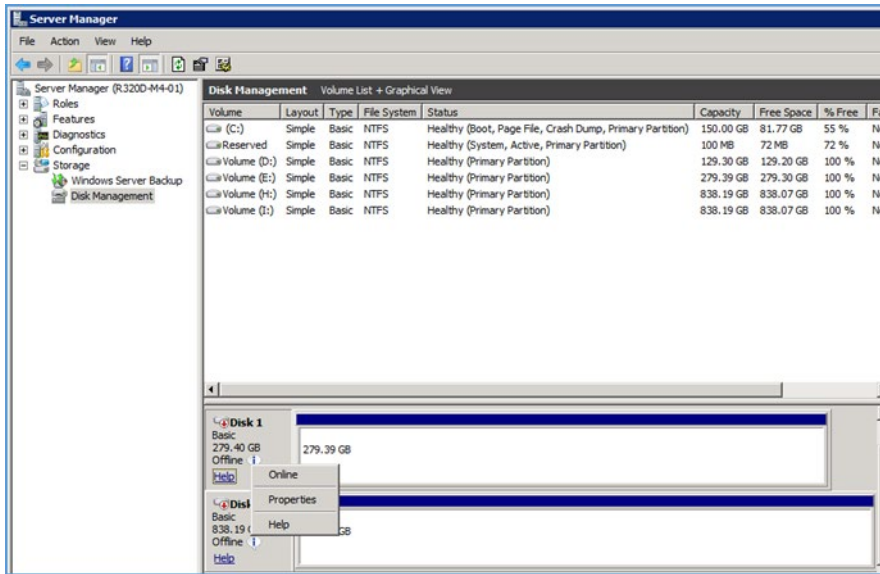 Server Manager
File Action View Help
Server Manager (R320D-M4-01)
Roles
Features
Diagnostics
Configuration
Storage
Windows Server Backup
Disk Management
Disk Management Volume List + Graphical View
Volume Layout Type File System Status Capacity Free Space % Free
(C:) Simple Basic NTFS Healthy (Boot, Page File, Crash Dump, Primary Partition) 150.00 GB 81.77 GB 55 %
Reserved Simple Basic NTFS Healthy (System, Active, Primary Partition) 100 MB 72 MB 72 %
Volume (D:) Simple Basic NTFS Healthy (Primary Partition) 129.30 GB 129.20 GB 100 %
Volume (E:) Simple Basic NTFS Healthy (Primary Partition) 279.39 GB 279.30 GB 100 %
Volume (H:) Simple Basic NTFS Healthy (Primary Partition) 838.19 GB 838.07 GB 100 %
Volume (I:) Simple Basic NTFS Healthy (Primary Partition) 838.19 GB 838.07 GB 100 %
Disk 1
Basic
279.40 GB
Offline
Help
279.39 GB
Online
Properties
Help
Basic
838.19
Offline
Help
GB